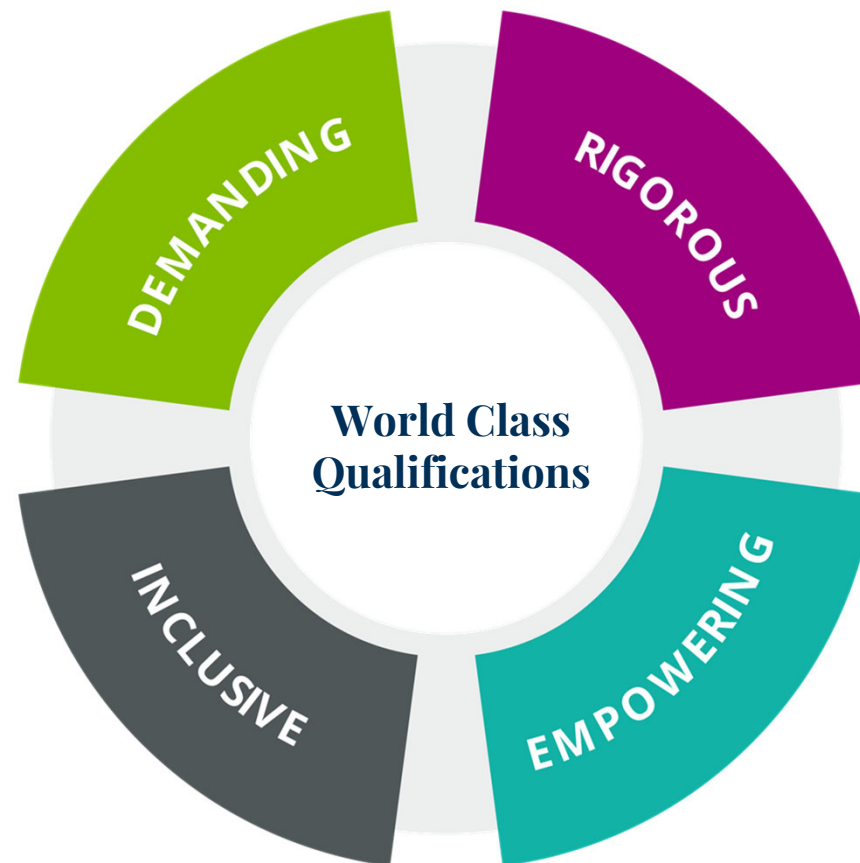 DEMANDING
RIGOROUS
World Class
Qualifications
INCLUSIVE
EMPOWERING